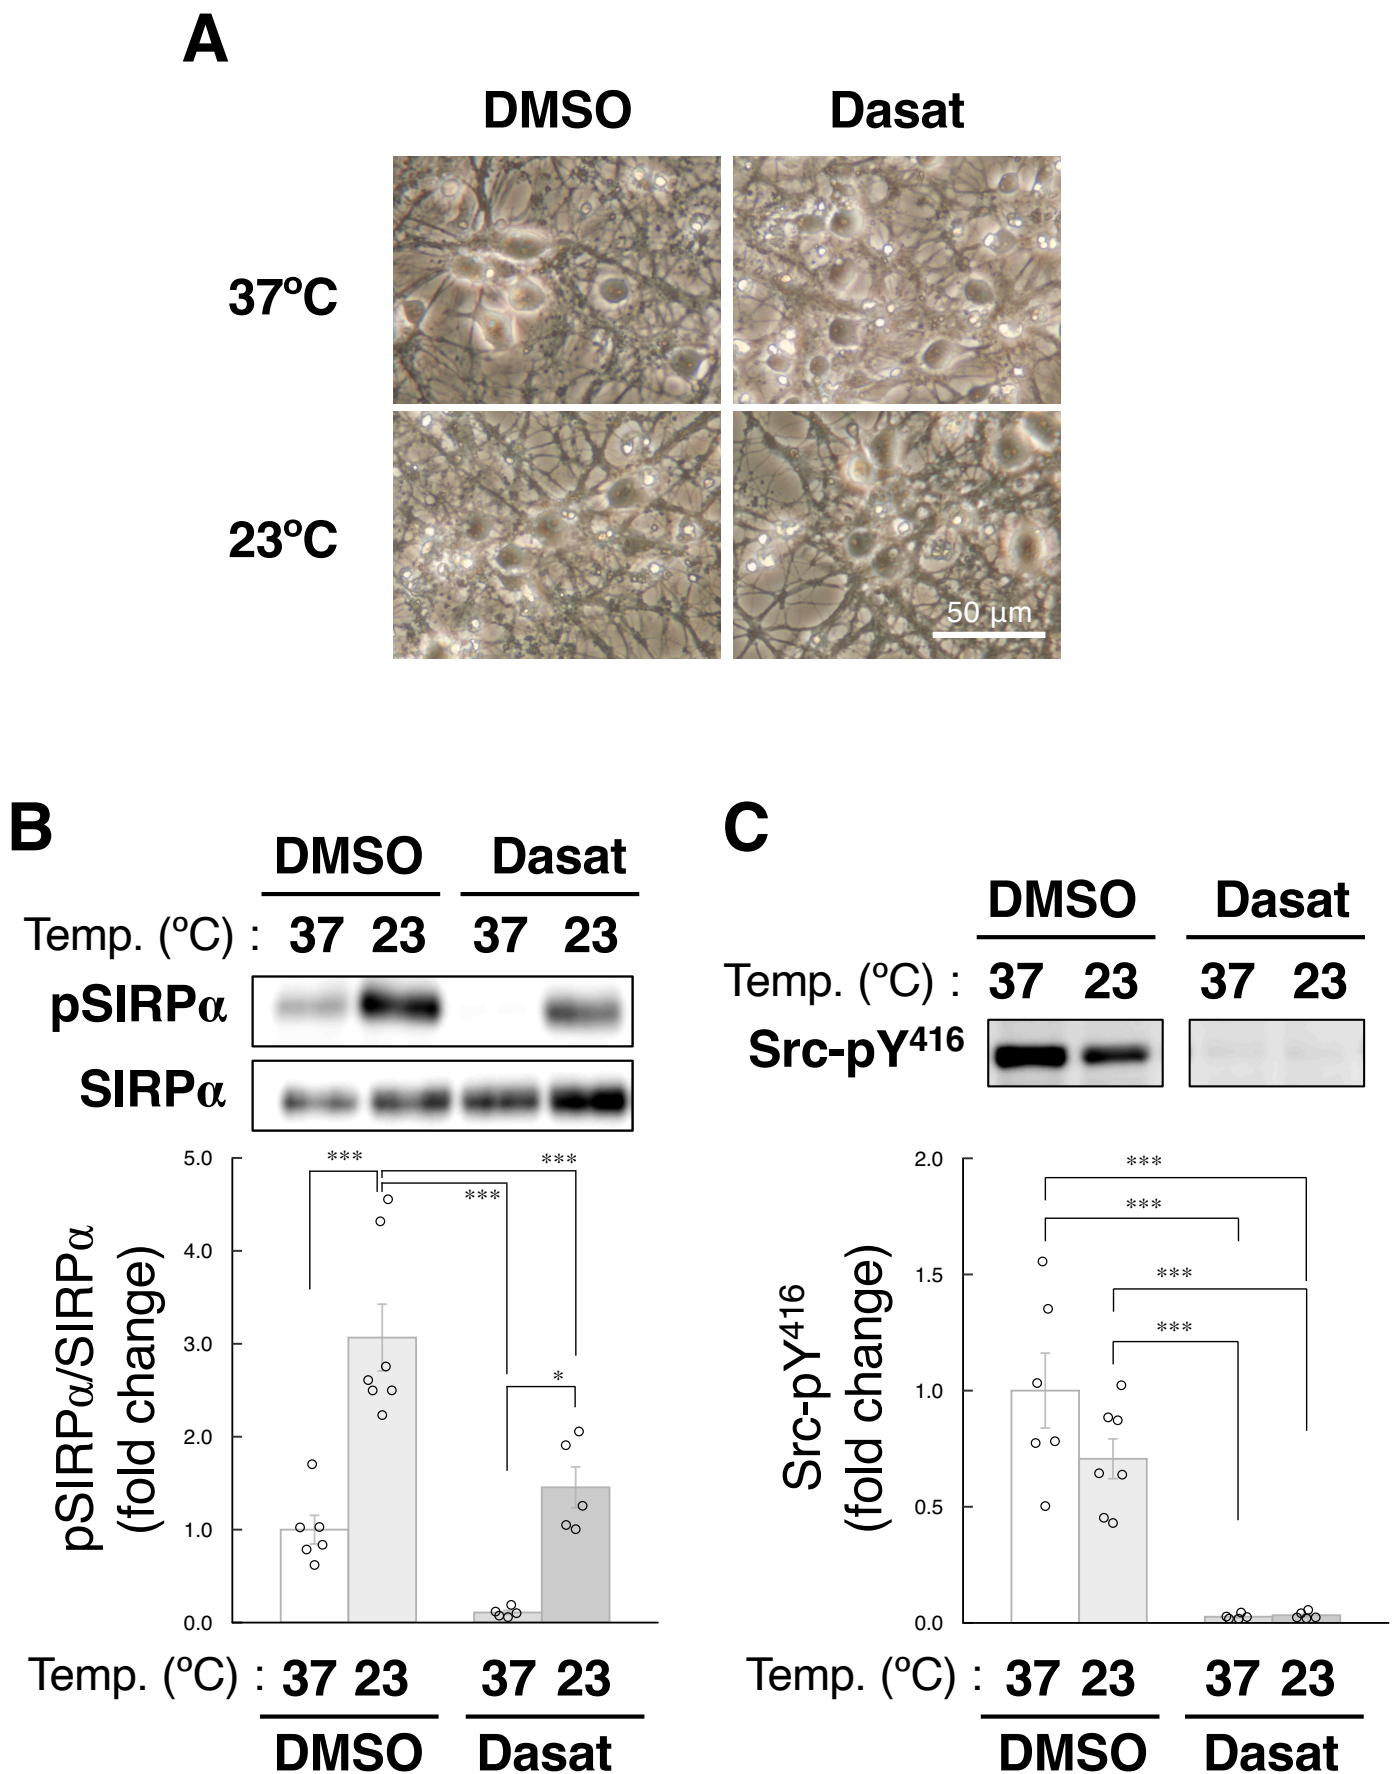 A
DMSO Dasat
37ºC
23ºC
50 μm
B
DMSO Dasat
Temp. (ºC) : 37 23 37 23
pSIRPα
SIRPα
5.0
4.0
3.0
2.0
1.0
0.0
pSIRPα/SIRPα
(fold change)
*** ***
***
*
Temp. (ºC) : 37 23 37 23
DMSO Dasat
C
DMSO Dasat
Temp. (ºC) : 37 23 37 23
Src-pY416
2.0
1.5
1.0
0.5
0.0
Src-pY416
(fold change)
***
***
***
***
Temp. (ºC) : 37 23 37 23
DMSO Dasat